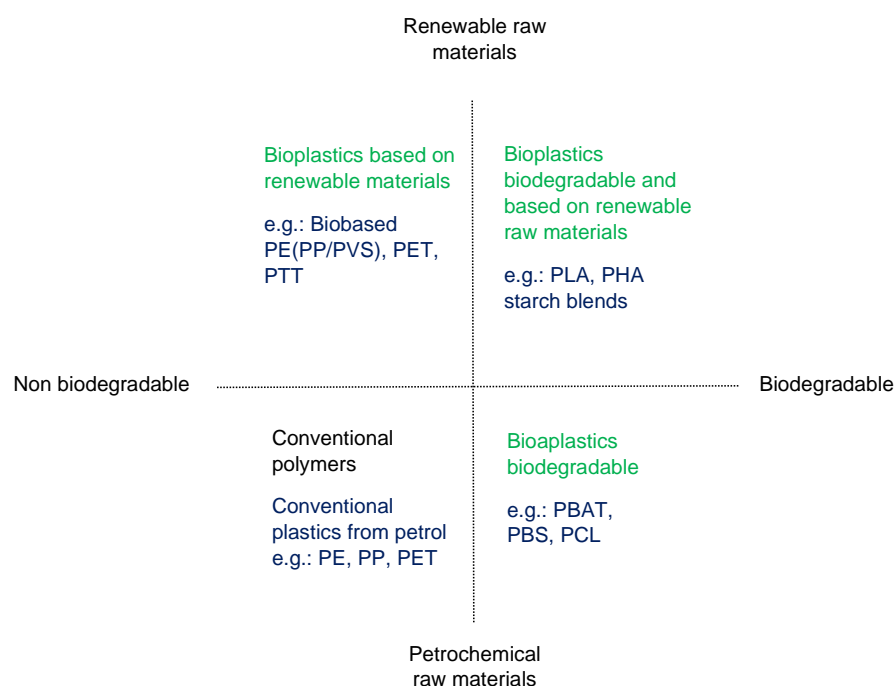 Renewable raw
materials
Bioplastics based on
renewable materials
e.g.: Biobased
PE(PP/PVS), PET,
PTT
Bioplastics
biodegradable and
based on renewable
raw materials
e.g.: PLA, PHA
starch blends
Non biodegradable
Biodegradable
Conventional
polymers
Conventional
plastics from petrol
e.g.: PE, PP, PET
Bioaplastics
biodegradable
e.g.: PBAT,
PBS, PCL
Petrochemical
raw materials